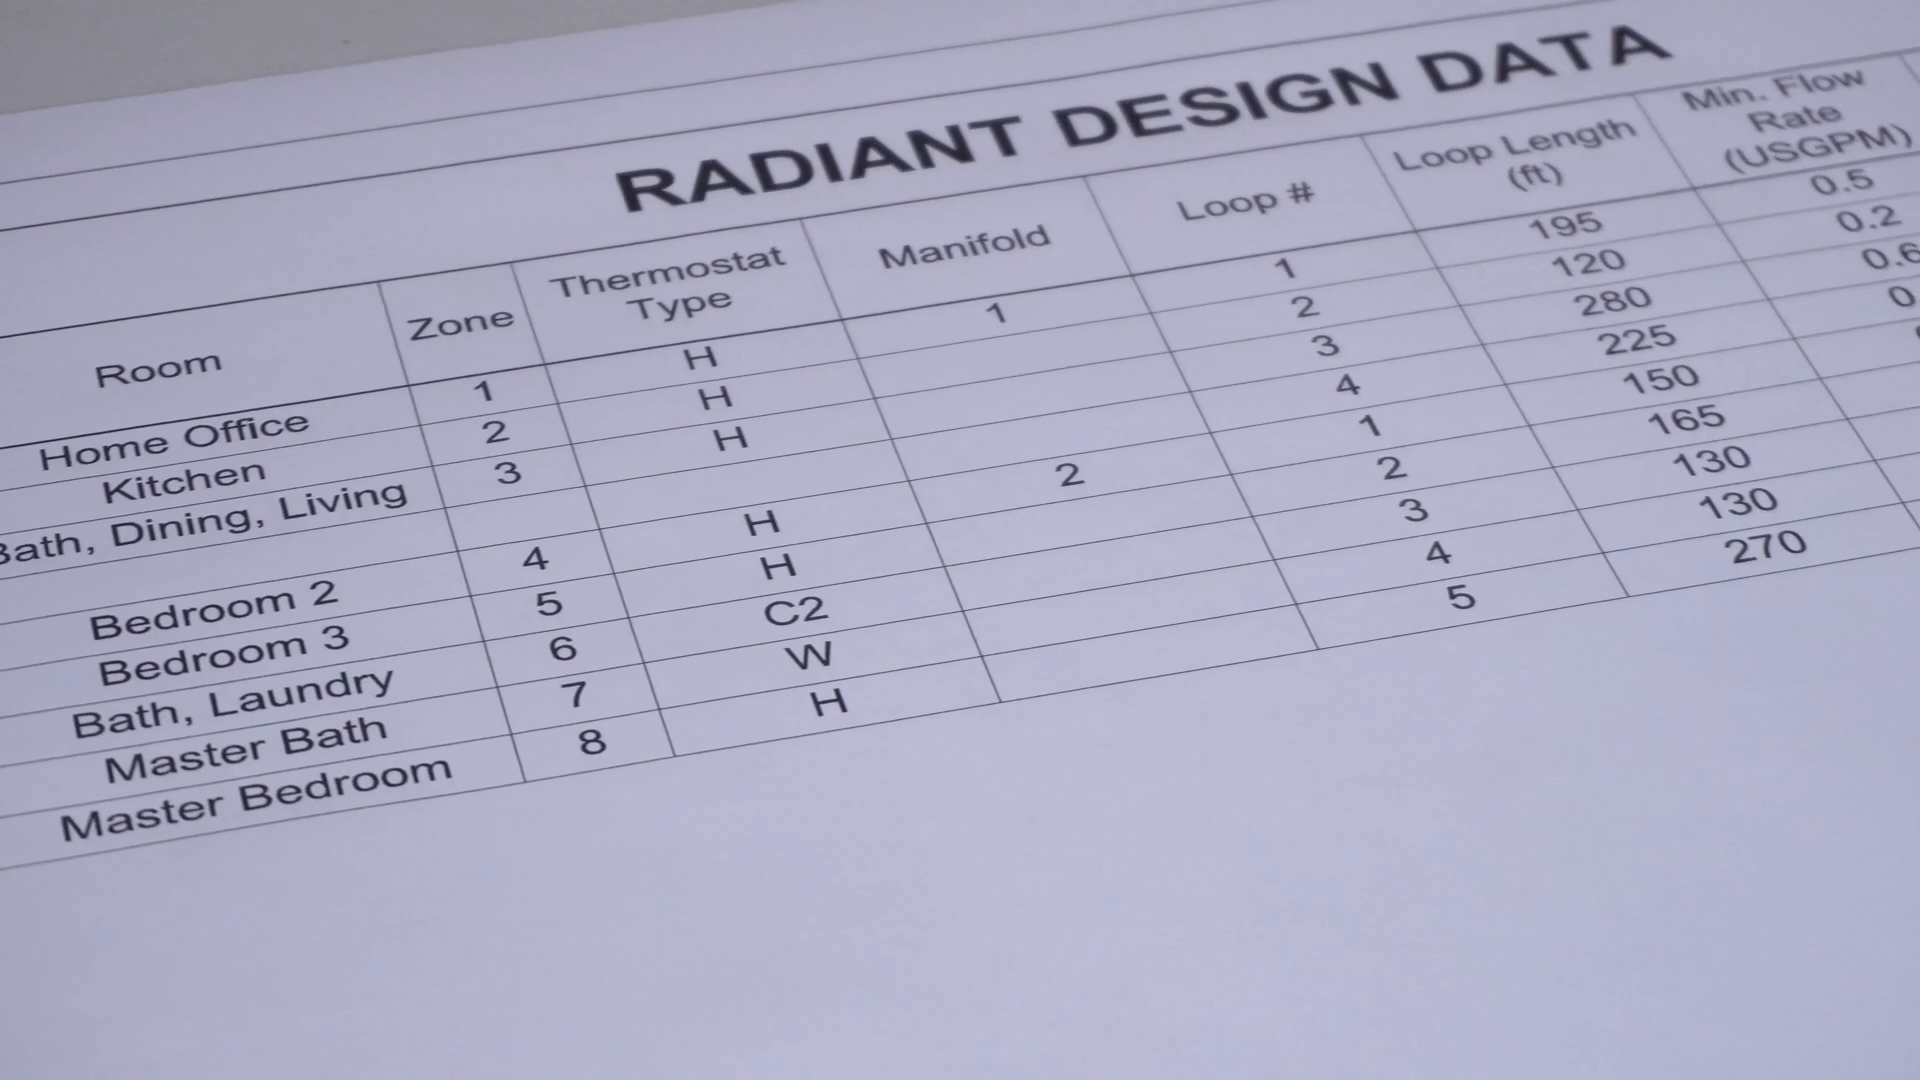 RADIANT DESIGN DATA
Room Zone Thermostat Type Manifold Loop # Loop Length (ft) Min. Flow Rate (USGPM)
Home Office 1 H 1 1 195 0.5
Kitchen 2 H 2 120 0.2
Bath, Dining, Living 3 H 3 280
4 225
Bedroom 2 4 H 2 1 150
Bedroom 3 5 H 2 165
Bath, Laundry 6 C2 3 130
Master Bath 7 W 4 130
Master Bedroom 8 H 5 270